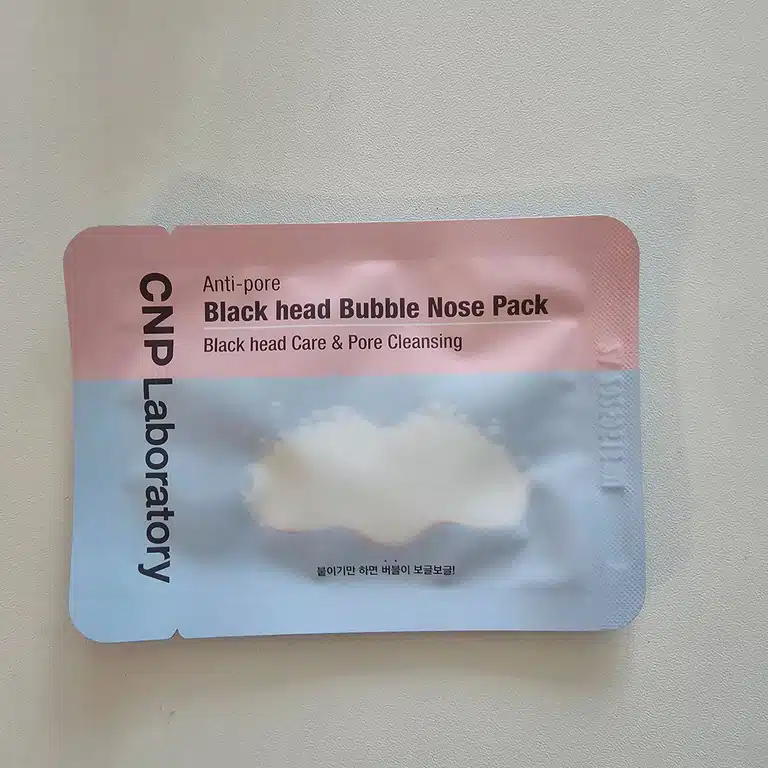 CNP Laboratory
Anti-pore
Black head Bubble Nose Pack
Black head Care & Pore Cleansing
붙이기만 하면 버블이 보글보글!